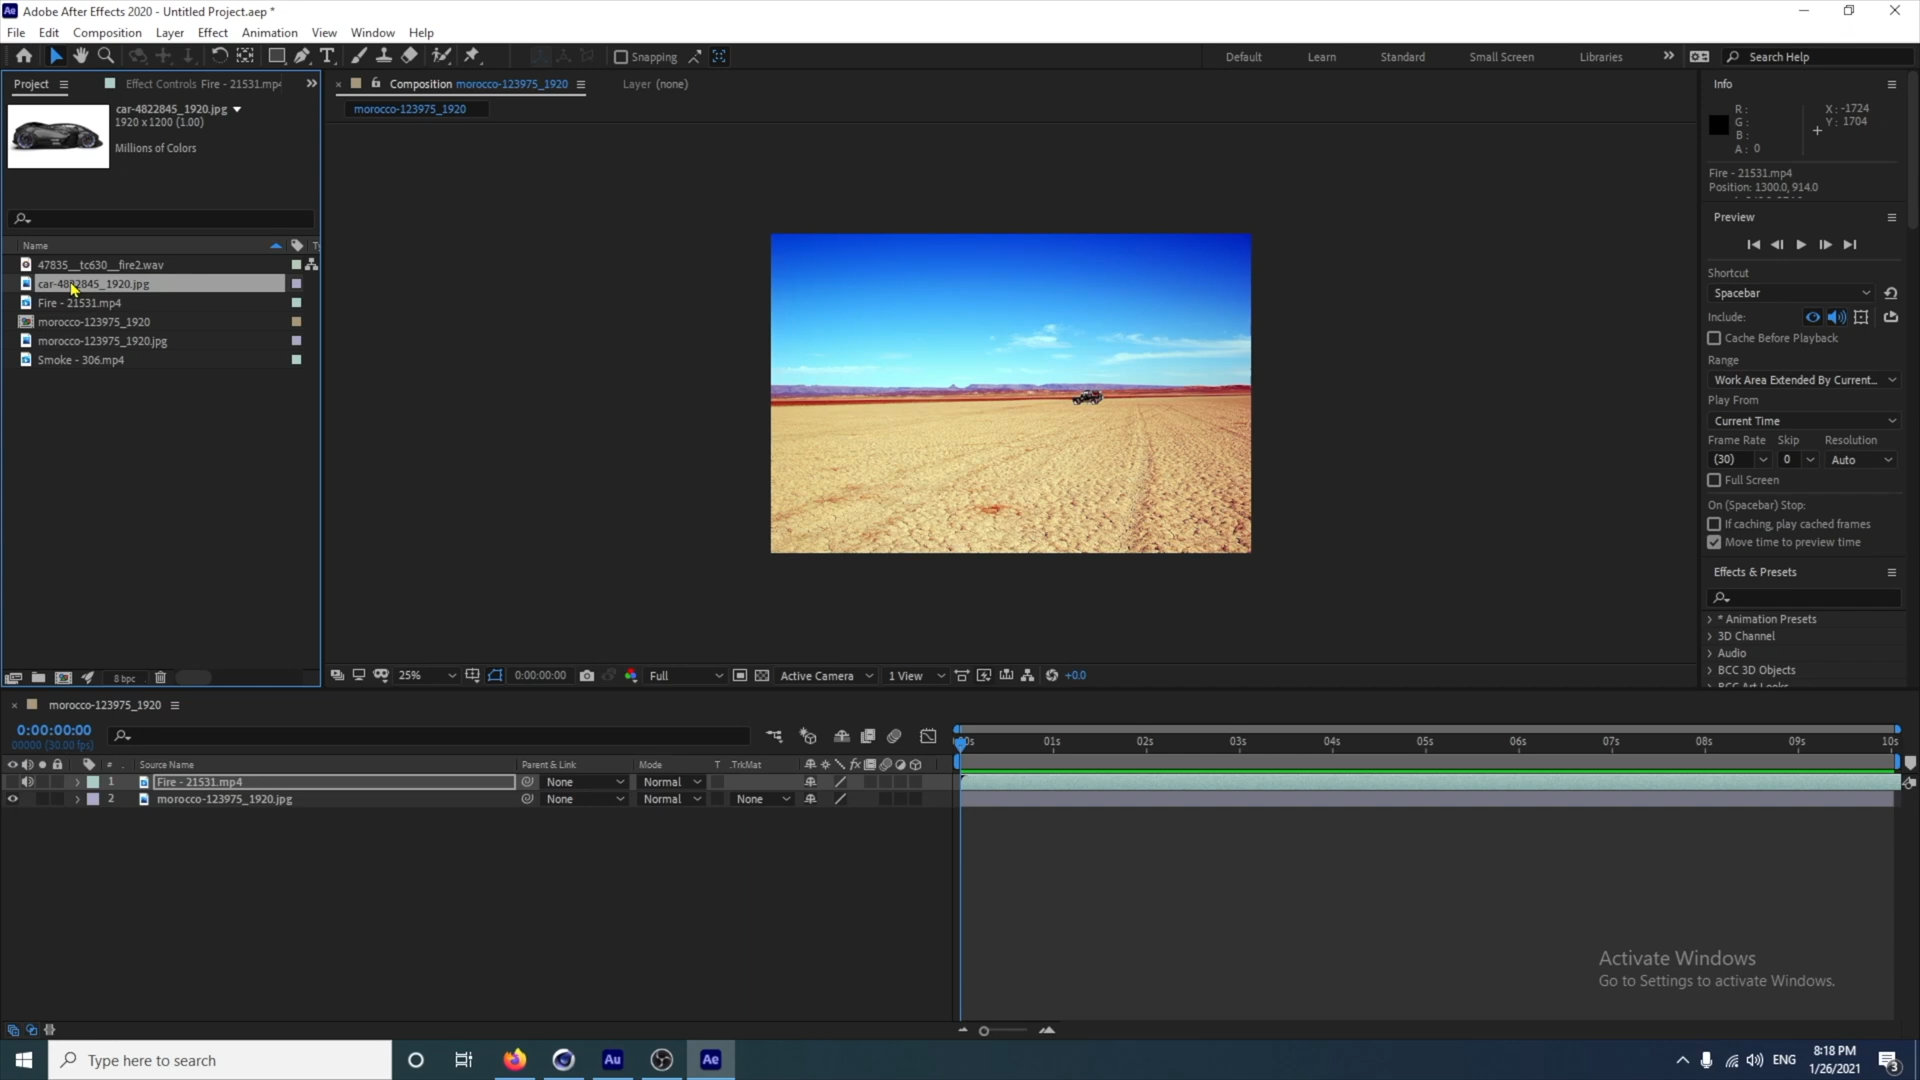 Adobe After Effects 2020 - Untitled Project.aep *
File Edit Composition Layer Effect Animation View Window Help
Snapping
Default Learn Standard Small Screen Libraries Search Help
Project Effect Controls Fire - 21531.mp4
Composition morocco-123975_1920 Layer (none)
morocco-123975_1920
car-4822845_1920.jpg
1920 x 1200 (1.00)
Millions of Colors
Name
47835__tc630__fire2.wav
car-4822845_1920.jpg
Fire - 21531.mp4
morocco-123975_1920
morocco-123975_1920.jpg
Smoke - 306.mp4
8 bpc
25% 0:00:00:00 Full Active Camera 1 View +0.0
Info
R :
G :
B :
A : 0
X : -1724
Y : 1704
Fire - 21531.mp4
Position: 1300.0, 914.0
Preview
Shortcut
Spacebar
Include:
Cache Before Playback
Range
Work Area Extended By Current...
Play From
Current Time
Frame Rate Skip Resolution
(30) 0 Auto
Full Screen
On (Spacebar) Stop:
If caching, play cached frames
Move time to preview time
Effects & Presets
* Animation Presets
3D Channel
Audio
BCC 3D Objects
BCC Art Looks
morocco-123975_1920
0:00:00:00
00000 (30.00 fps)
01s 02s 03s 04s 05s 06s 07s 08s 09s 10s
# Source Name Parent & Link Mode T .TrkMat fx
1 Fire - 21531.mp4 None Normal
2 morocco-123975_1920.jpg None Normal None
Activate Windows
Go to Settings to activate Windows.
Type here to search
Au Ae
ENG
8:18 PM
1/26/2021
3